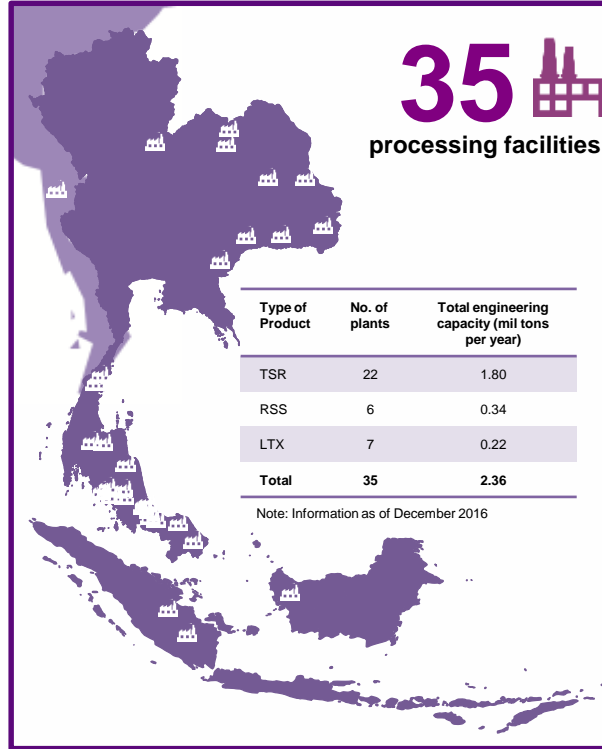 35
processing facilities
Type of Product No. of plants Total engineering capacity (mil tons per year)
TSR 22 1.80
RSS 6 0.34
LTX 7 0.22
Total 35 2.36
Note: Information as of December 2016